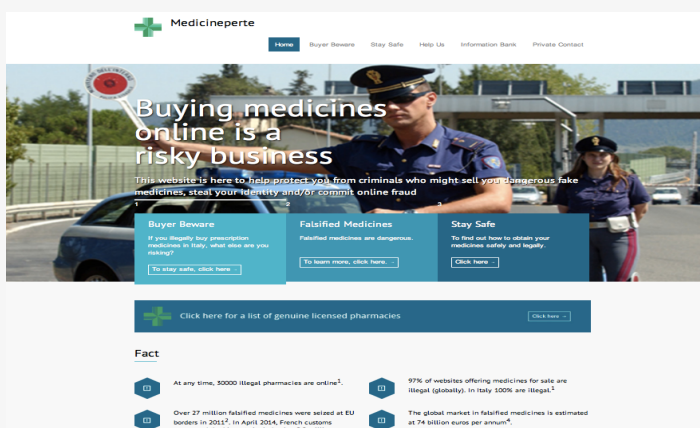 Medicineperte
Home Buyer Beware Stay Safe Help Us Information Bank Private Contact
Buying medicines
online is a
risky business
This website is here to help protect you from criminals who might sell you dangerous fake
medicines, steal your identity and/or commit online fraud
1 2 3
Buyer Beware
If you illegally buy prescription
medicines in Italy, what else are you
risking?
To stay safe, click here →
Falsified Medicines
Falsified medicines are dangerous.
To learn more, click here. →
Stay Safe
To find out how to obtain your
medicines safely and legally.
Click here →
Click here for a list of genuine licensed pharmacies
Click here →
Fact
At any time, 30000 illegal pharmacies are online1.
97% of websites offering medicines for sale are
illegal (globally). In Italy 100% are illegal.1
Over 27 million falsified medicines were seized at EU
borders in 20112. In April 2014, French customs
The global market in falsified medicines is estimated
at 74 billion euros per annum4.